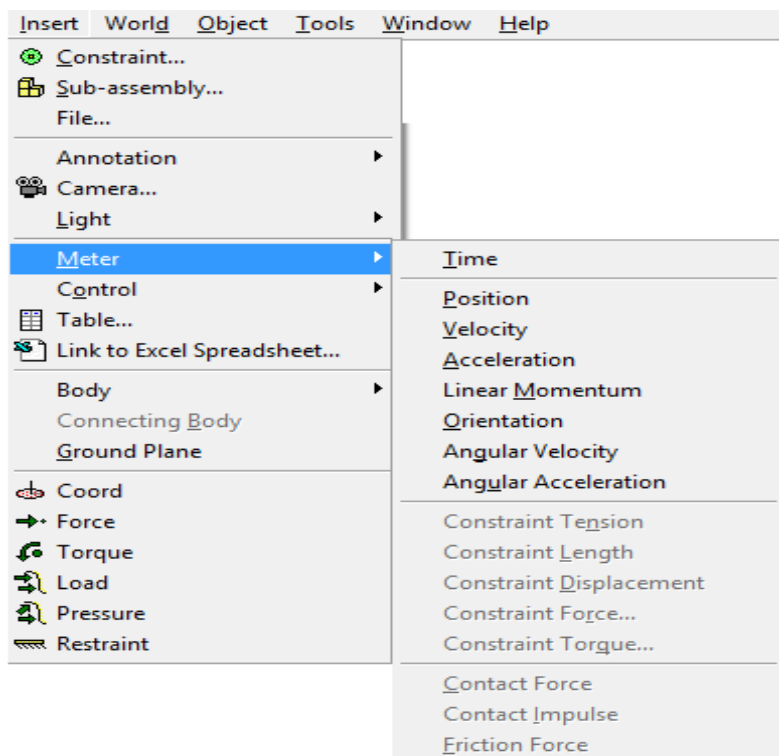 Insert World Object Tools Window Help
Constraint...
Sub-assembly...
File...
Annotation
Camera...
Light
Meter
Control
Table...
Link to Excel Spreadsheet...
Body
Connecting Body
Ground Plane
Coord
Force
Torque
Load
Pressure
Restraint
Time
Position
Velocity
Acceleration
Linear Momentum
Orientation
Angular Velocity
Angular Acceleration
Constraint Tension
Constraint Length
Constraint Displacement
Constraint Force...
Constraint Torque...
Contact Force
Contact Impulse
Friction Force